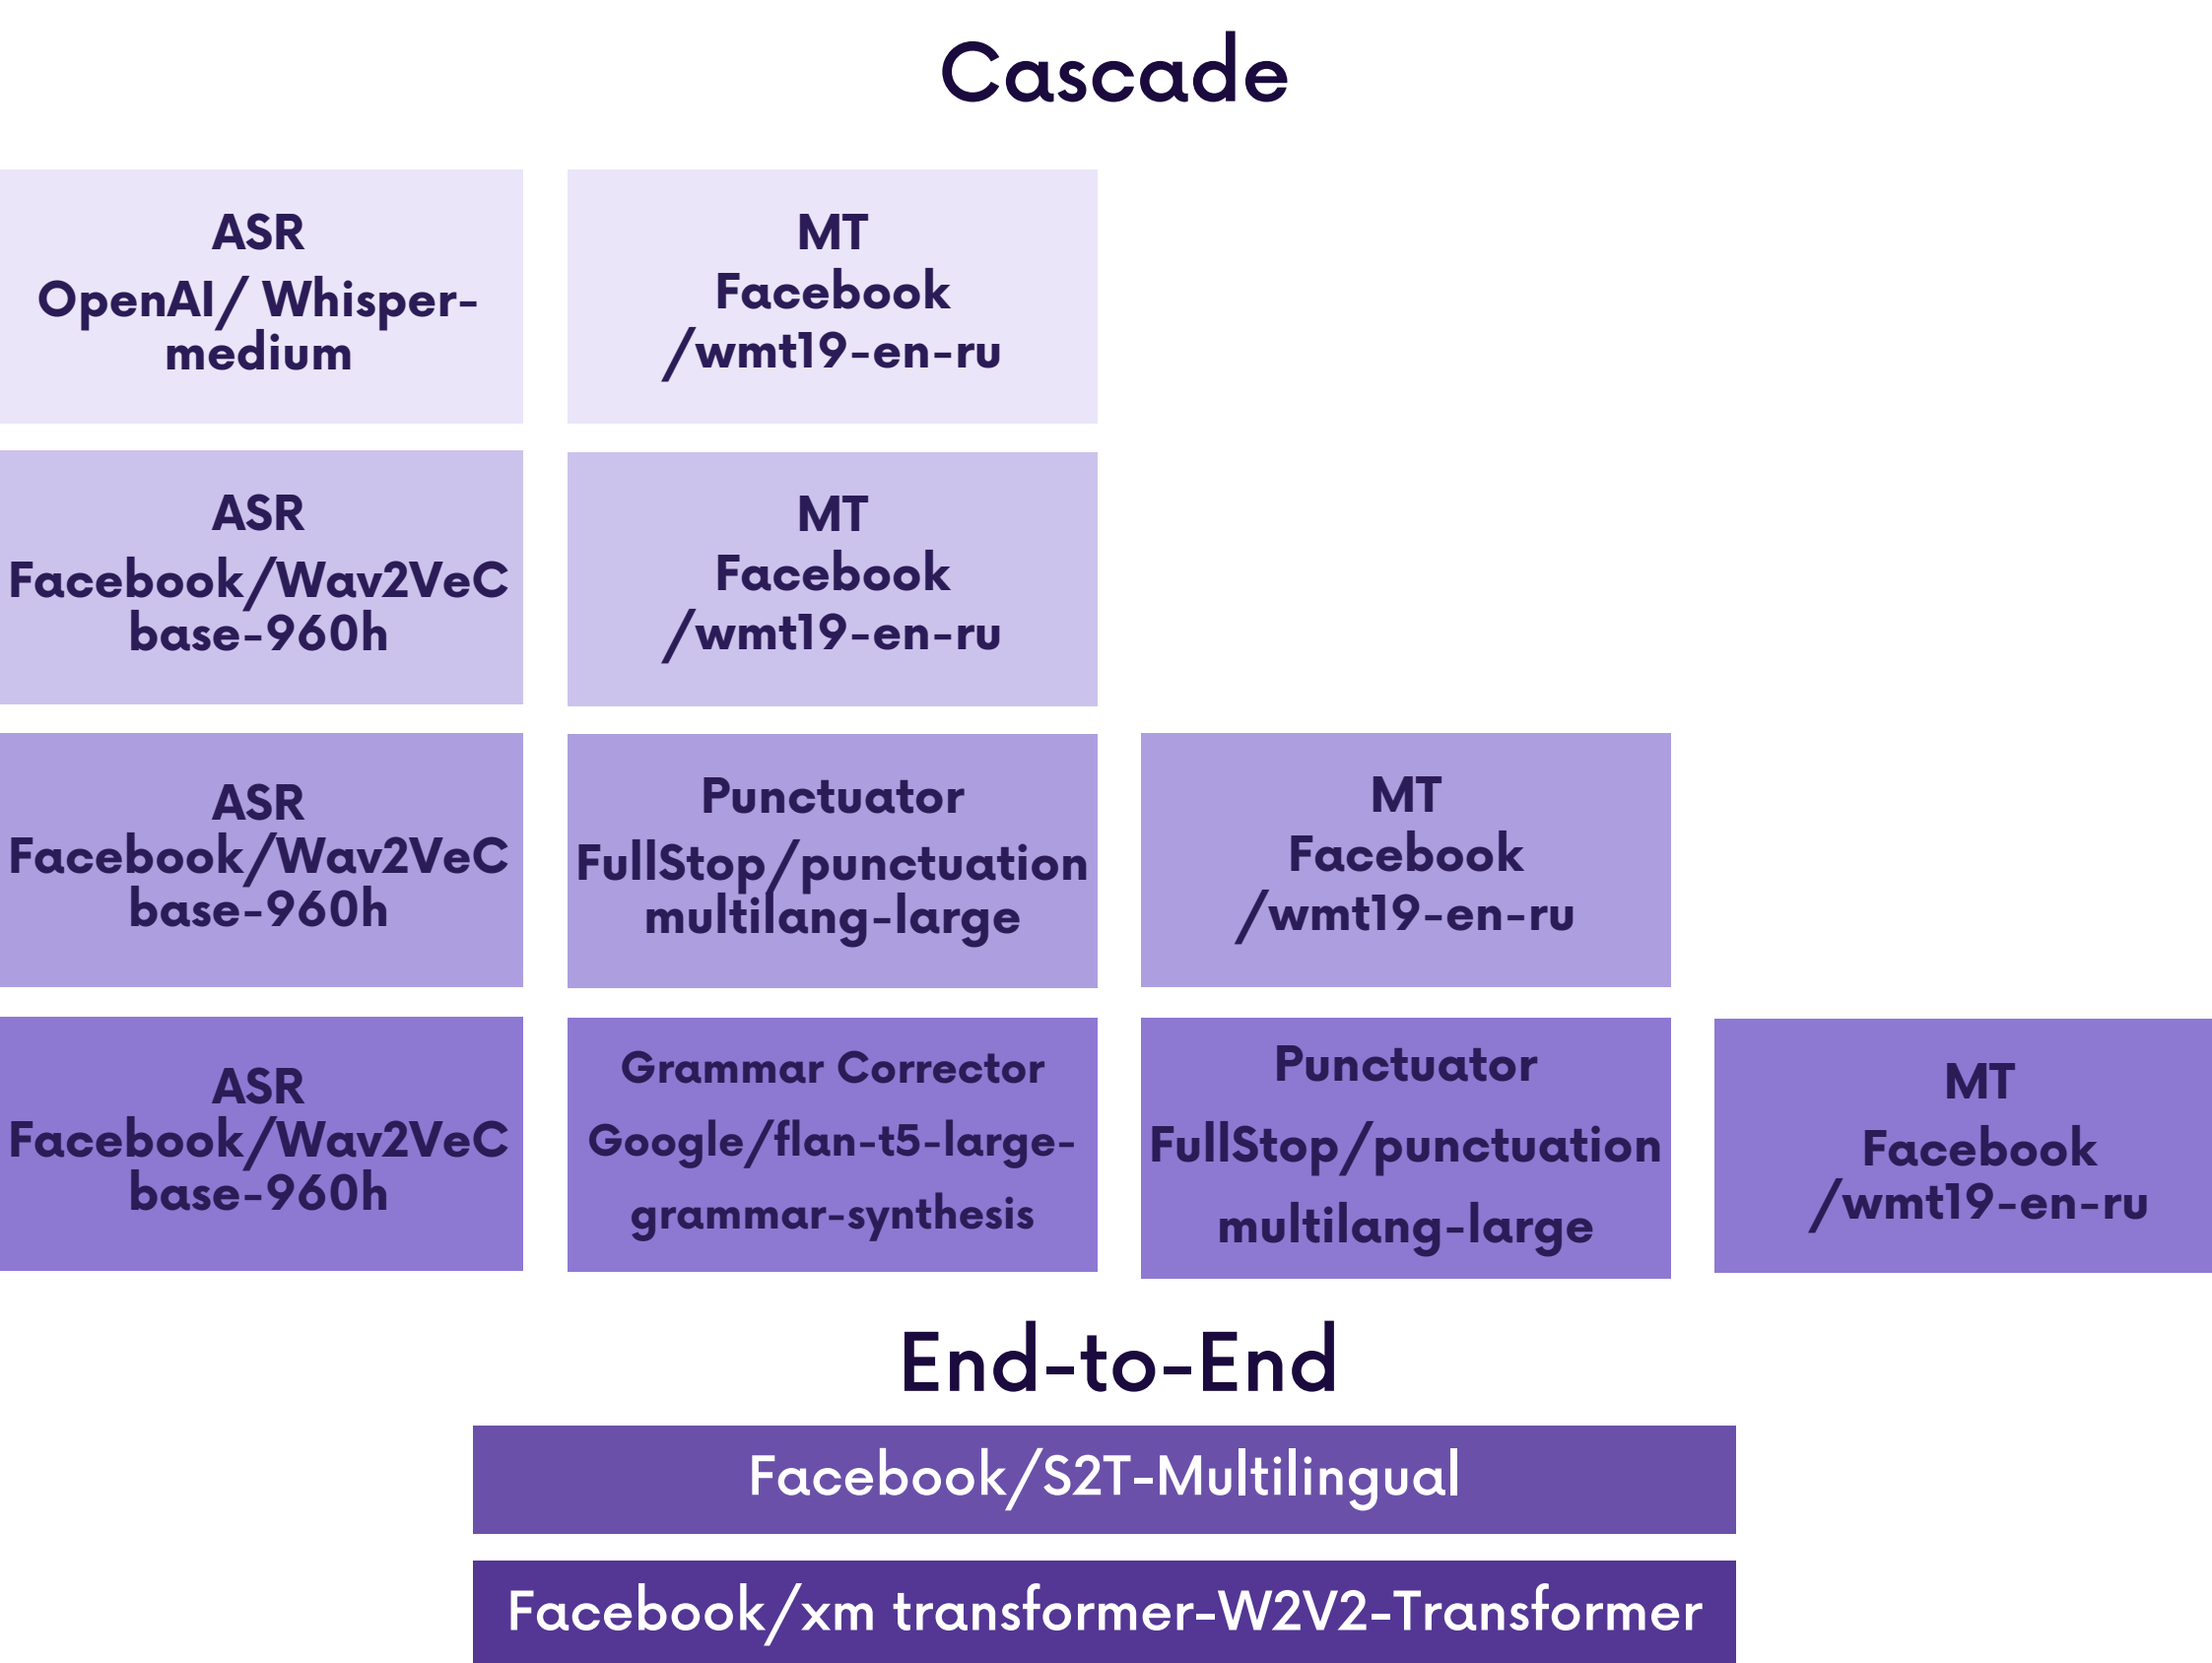 Cascade
ASR
OpenAI/ Whisper-
medium
MT
Facebook
/wmt19-en-ru
ASR
Facebook/Wav2VeC
base-960h
MT
Facebook
/wmt19-en-ru
ASR
Facebook/Wav2VeC
base-960h
Punctuator
FullStop/punctuation
multilang-large
MT
Facebook
/wmt19-en-ru
ASR
Facebook/Wav2VeC
base-960h
Grammar Corrector
Google/flan-t5-large-
grammar-synthesis
Punctuator
FullStop/punctuation
multilang-large
MT
Facebook
/wmt19-en-ru
End-to-End
Facebook/S2T-Multilingual
Facebook/xm transformer-W2V2-Transformer